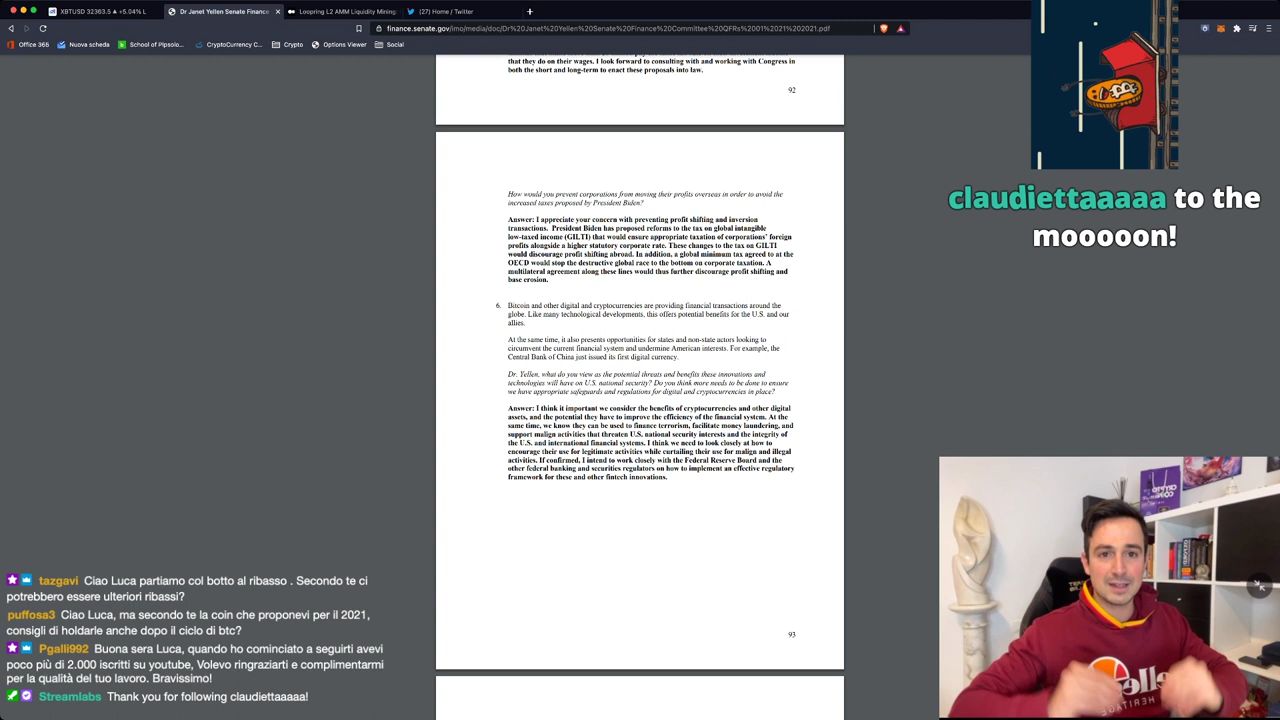 XBTUSD 32363.5 ▲ +5.04% L
Dr Janet Yellen Senate Finance
Loopring L2 AMM Liquidity Mining:
(27) Home / Twitter
finance.senate.gov/imo/media/doc/Dr%20Janet%20Yellen%20Senate%20Finance%20Committee%20QFRs%2001%2021%202021.pdf
Office 365
Nuova scheda
School of Pipsolo...
CryptoCurrency C...
Crypto
Options Viewer
Social
that they do on their wages. I look forward to consulting with and working with Congress in
both the short and long-term to enact these proposals into law.
92
How would you prevent corporations from moving their profits overseas in order to avoid the
increased taxes proposed by President Biden?
Answer: I appreciate your concern with preventing profit shifting and inversion
transactions. President Biden has proposed reforms to the tax on global intangible
low-taxed income (GILTI) that would ensure appropriate taxation of corporations' foreign
profits alongside a higher statutory corporate rate. These changes to the tax on GILTI
would discourage profit shifting abroad. In addition, a global minimum tax agreed to at the
OECD would stop the destructive global race to the bottom on corporate taxation. A
multilateral agreement along these lines would thus further discourage profit shifting and
base erosion.
6. Bitcoin and other digital and cryptocurrencies are providing financial transactions around the
globe. Like many technological developments, this offers potential benefits for the U.S. and our
allies.
At the same time, it also presents opportunities for states and non-state actors looking to
circumvent the current financial system and undermine American interests. For example, the
Central Bank of China just issued its first digital currency.
Dr. Yellen, what do you view as the potential threats and benefits these innovations and
technologies will have on U.S. national security? Do you think more needs to be done to ensure
we have appropriate safeguards and regulations for digital and cryptocurrencies in place?
Answer: I think it important we consider the benefits of cryptocurrencies and other digital
assets, and the potential they have to improve the efficiency of the financial system. At the
same time, we know they can be used to finance terrorism, facilitate money laundering, and
support malign activities that threaten U.S. national security interests and the integrity of
the U.S. and international financial systems. I think we need to look closely at how to
encourage their use for legitimate activities while curtailing their use for malign and illegal
activities. If confirmed, I intend to work closely with the Federal Reserve Board and the
other federal banking and securities regulators on how to implement an effective regulatory
framework for these and other fintech innovations.
93
claudiettaaaaa to the
mooooon!
tazgavi Ciao Luca partiamo col botto al ribasso . Secondo te ci
potrebbero essere ulteriori ribassi?
puffosa3 Ciao Luca, ma secondo te la coin che proponevi per il 2021,
consigli di holdare anche dopo il ciclo di btc?
Pgalli992 Buona sera Luca, quando ho cominciato a seguirti avevi
poco più di 2.000 iscritti su youtube, Volevo ringraziarti e complimentarmi
per la qualità del tuo lavoro. Bravissimo!
Streamlabs Thank you for following claudiettaaaaa!
HERITAGE